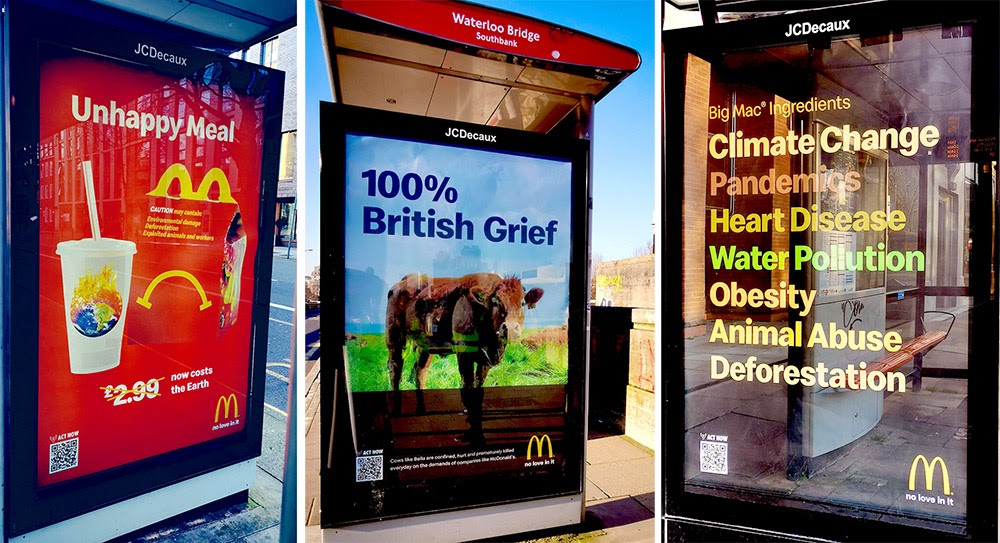 JCDecaux
Unhappy Meal
CAUTION may contain:
Environmental damage
Deforestation
Exploited animals and workers
£2.99
now costs
the Earth
ACT NOW
M
no love in it
Waterloo Bridge
Southbank
JCDecaux
100%
British Grief
ACT NOW
Cows like Bella are confined, hurt and prematurely killed
everyday on the demands of companies like McDonald's.
M
no love in it
JCDecaux
Big Mac® Ingredients
Climate Change
Pandemics
Heart Disease
Water Pollution
Obesity
Animal Abuse
Deforestation
ACT NOW
M
no love in it